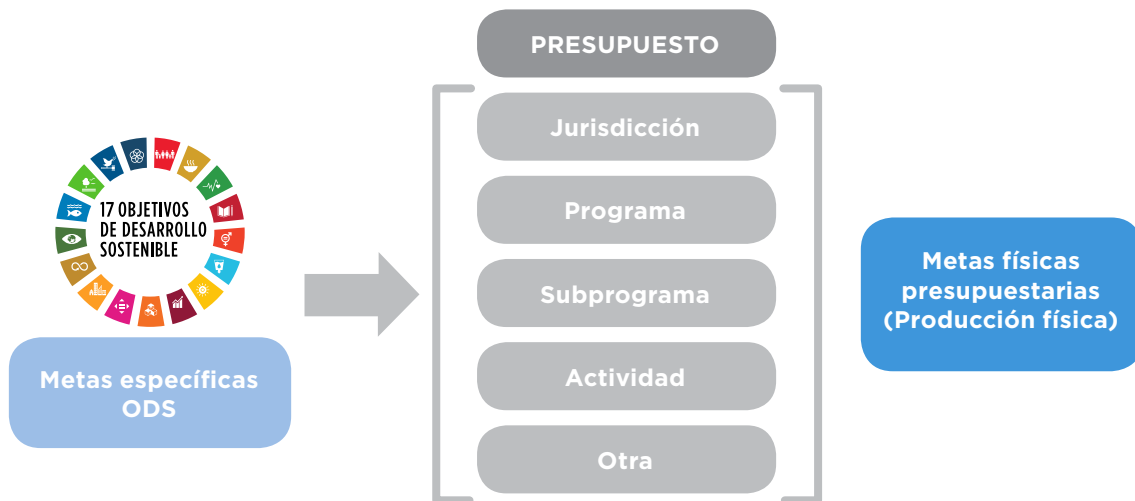 PRESUPUESTO
Jurisdicción
Programa
Subprograma
Actividad
Otra
17 OBJETIVOS
DE DESARROLLO
SOSTENIBLE
Metas específicas
ODS
Metas físicas
presupuestarias
(Producción física)